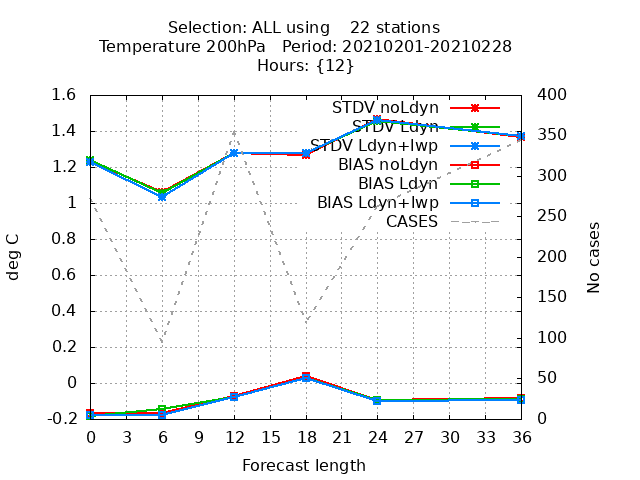 Selection: ALL using    22 stations
Temperature 200hPa   Period: 20210201-20210228
Hours: {12}
1.6
1.4
1.2
1
0.8
0.6
0.4
0.2
0
-0.2
deg C
STDV noLdyn
STDV Ldyn
STDV Ldyn+lwp
BIAS noLdyn
BIAS Ldyn
BIAS Ldyn+lwp
CASES
400
350
300
250
200
150
100
50
0
No cases
0 3 6 9 12 15 18 21 24 27 30 33 36
Forecast length